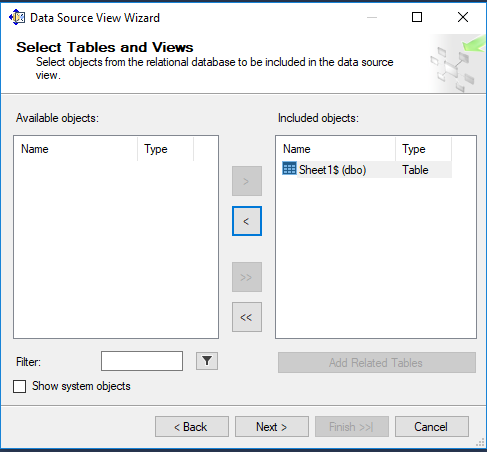 Data Source View Wizard
Select Tables and Views
Select objects from the relational database to be included in the data source
view.
Available objects:
Included objects:
Name Type
Name Type
Sheet1$ (dbo) Table
>
<
>>
<<
Filter:
Add Related Tables
Show system objects
< Back Next > Finish >>| Cancel